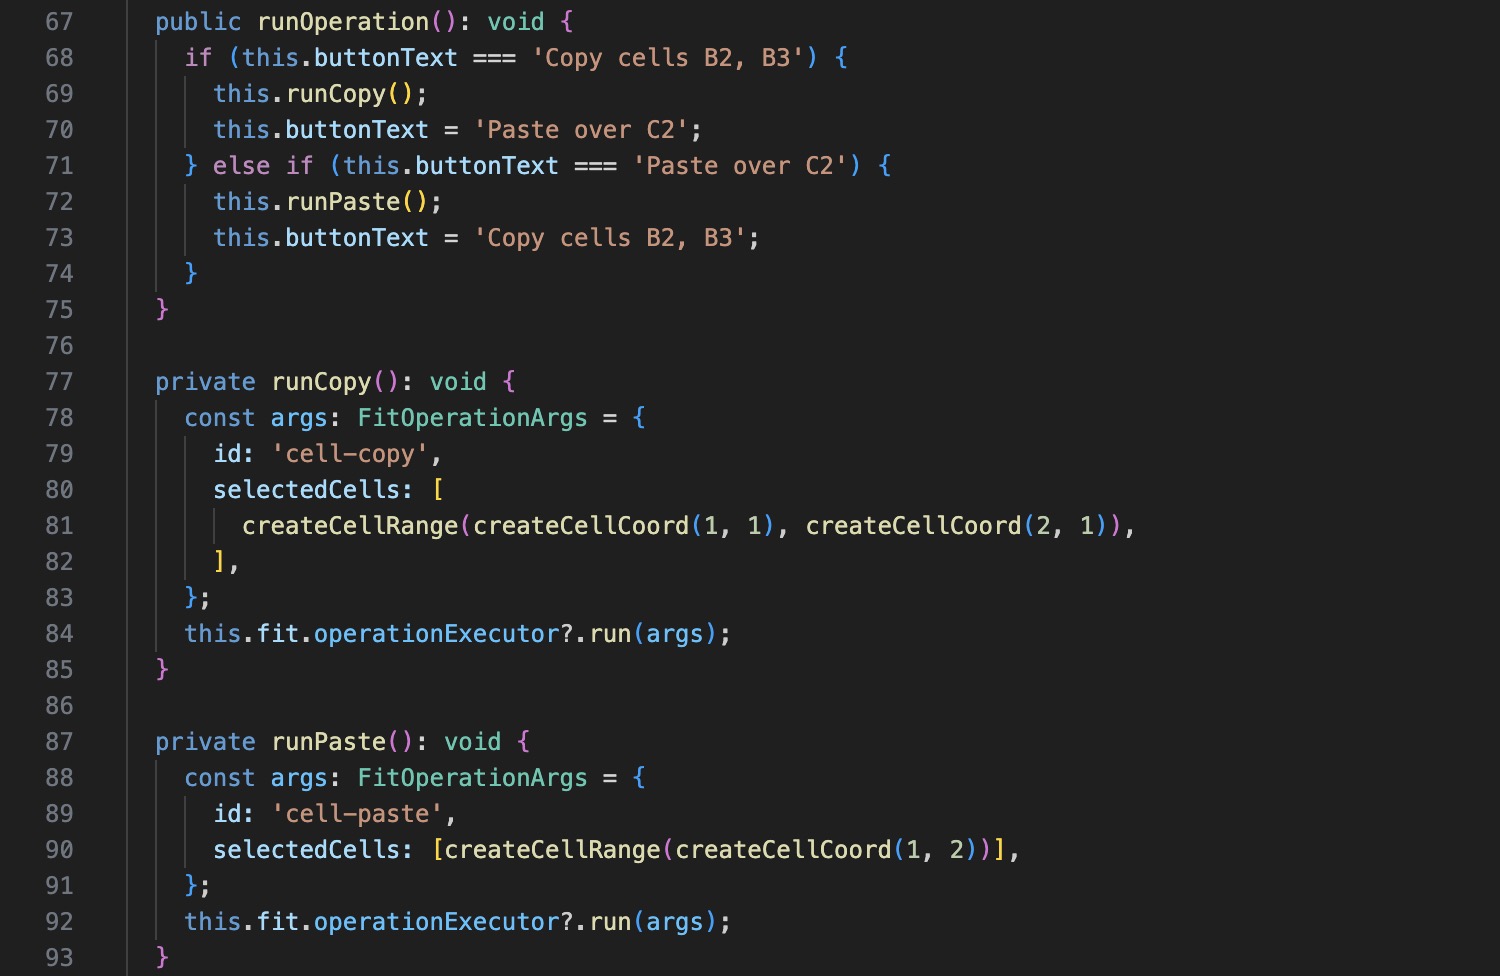 67 public runOperation(): void {
68 if (this.buttonText === 'Copy cells B2, B3') {
69 this.runCopy();
70 this.buttonText = 'Paste over C2';
71 } else if (this.buttonText === 'Paste over C2') {
72 this.runPaste();
73 this.buttonText = 'Copy cells B2, B3';
74 }
75 }
76
77 private runCopy(): void {
78 const args: FitOperationArgs = {
79 id: 'cell-copy',
80 selectedCells: [
81 createCellRange(createCellCoord(1, 1), createCellCoord(2, 1)),
82 ],
83 };
84 this.fit.operationExecutor?.run(args);
85 }
86
87 private runPaste(): void {
88 const args: FitOperationArgs = {
89 id: 'cell-paste',
90 selectedCells: [createCellRange(createCellCoord(1, 2))],
91 };
92 this.fit.operationExecutor?.run(args);
93 }